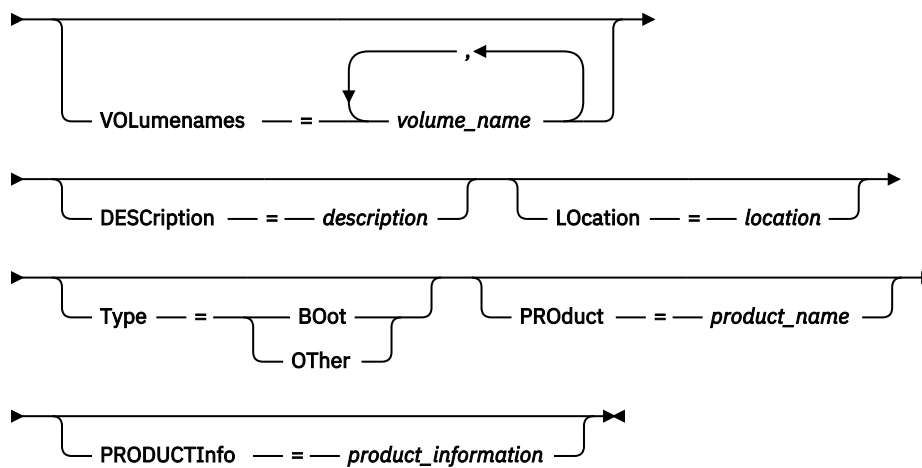 ,
VOLumenames = volume_name
DESCription = description LOcation = location
Type = BOot PROduct = product_name
OTher
PRODUCTInfo = product_information